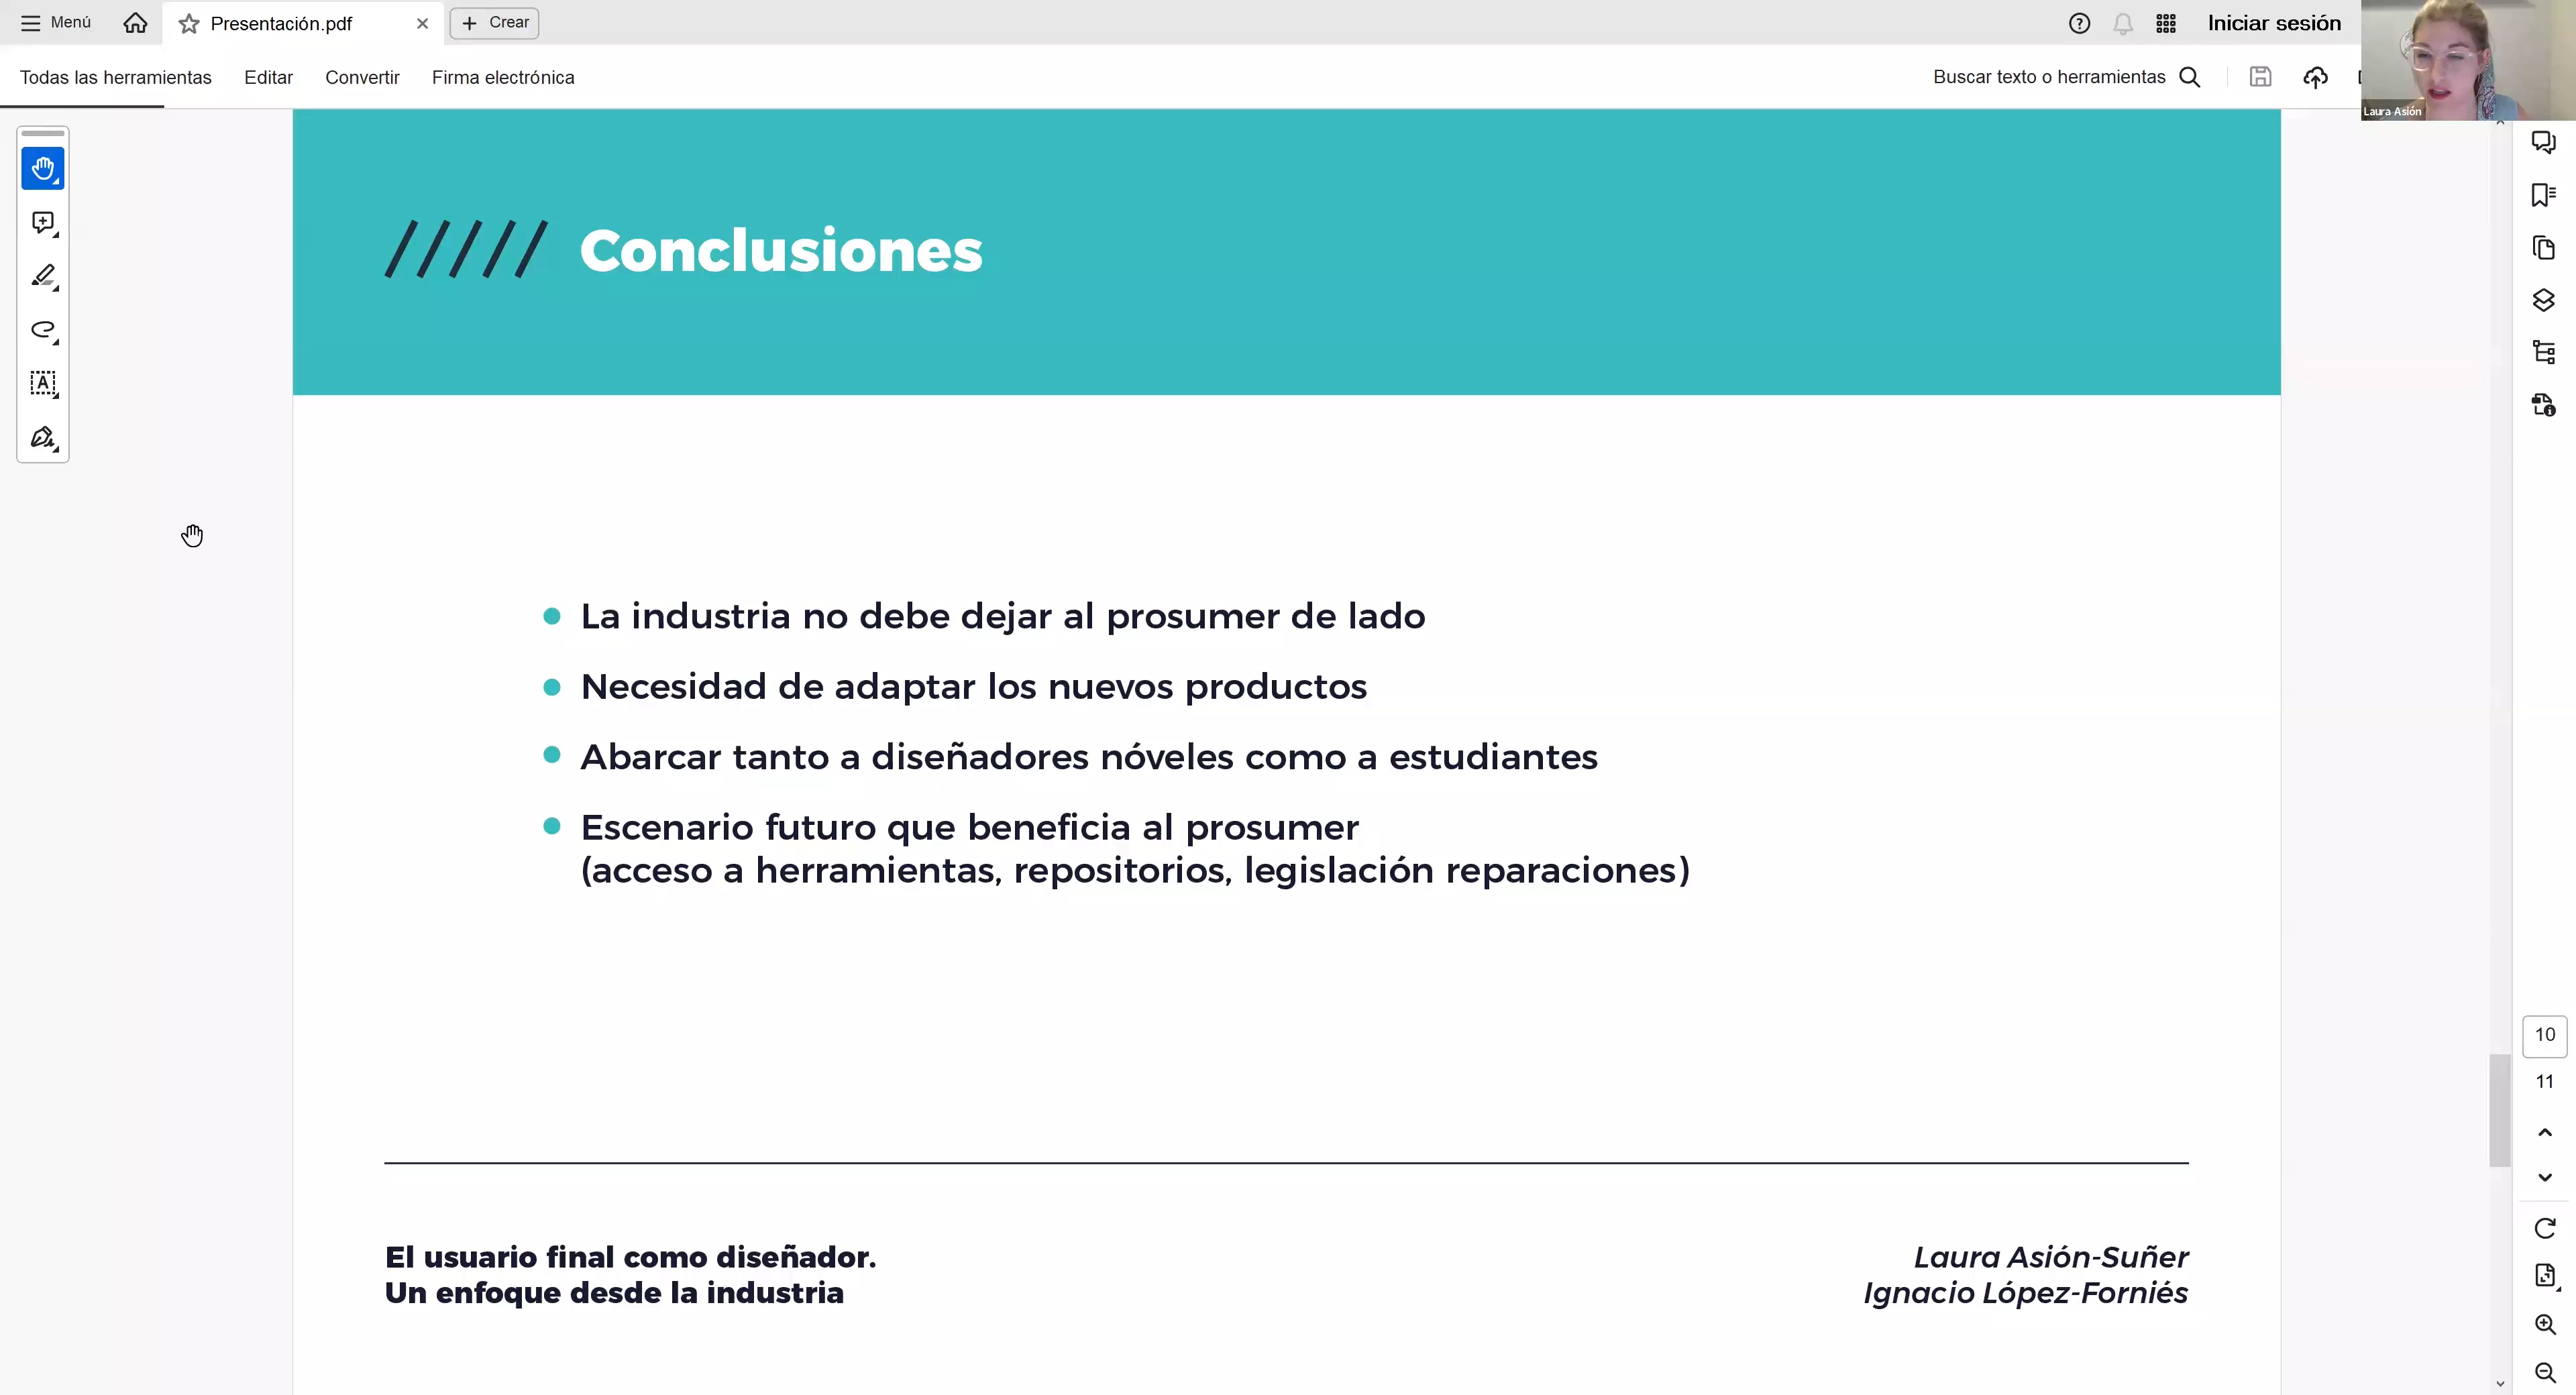 Menú
Presentación.pdf
Crear
Iniciar sesión
Todas las herramientas
Editar
Convertir
Firma electrónica
Buscar texto o herramientas
Laura Asión
Conclusiones
La industria no debe dejar al prosumer de lado
Necesidad de adaptar los nuevos productos
Abarcar tanto a diseñadores nóveles como a estudiantes
Escenario futuro que beneficia al prosumer
(acceso a herramientas, repositorios, legislación reparaciones)
10
11
El usuario final como diseñador.
Un enfoque desde la industria
Laura Asión-Suñer
Ignacio López-Forniés